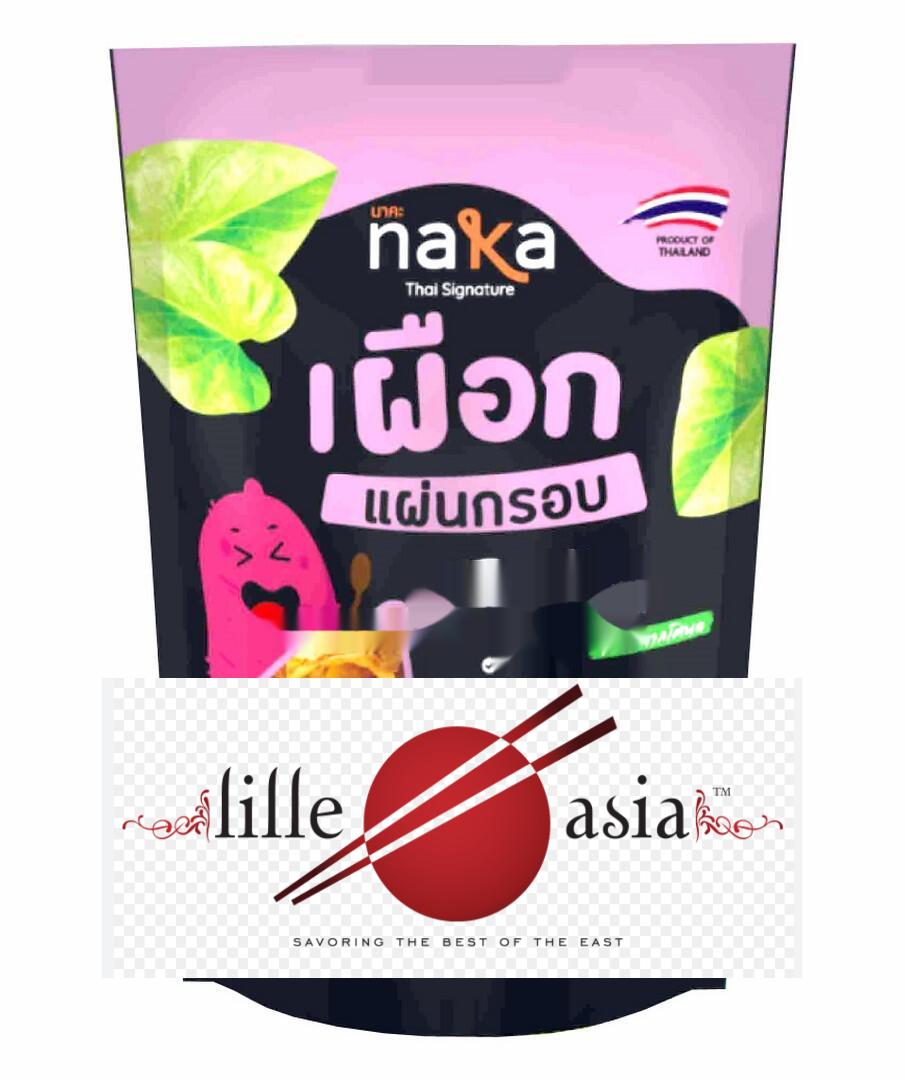 นาคะ
naka
Thai Signature
PRODUCT OF
THAILAND
เผือก
แผ่นกรอบ
lille asia TM
SAVORING THE BEST OF THE EAST